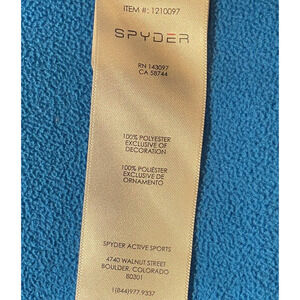 ITEM #: 1210097
SPYDER
RN 143097
CA 58744
100% POLYESTER
EXCLUSIVE OF
DECORATION
100% POLIÉSTER
EXCLUSIVE DE
ORNAMENTO
SPYDER ACTIVE SPORTS
4740 WALNUT STREET
BOULDER, COLORADO
80301
1(844)977.9337